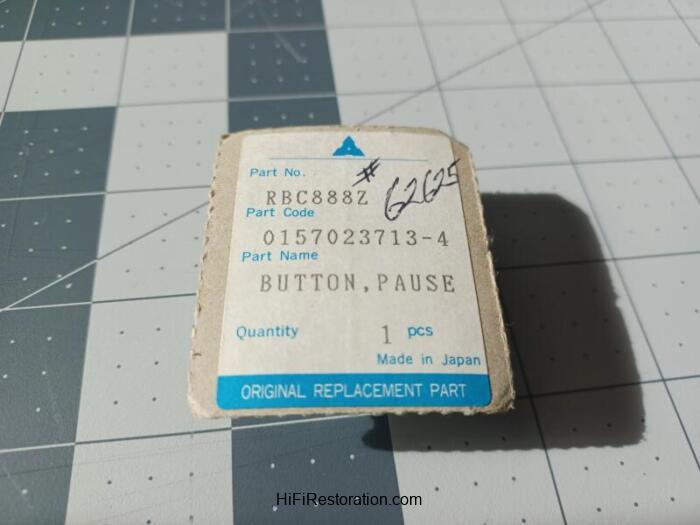 Part No.
RBC888Z
# 62625
Part Code
0157023713-4
Part Name
BUTTON, PAUSE
Quantity 1 pcs
Made in Japan
ORIGINAL REPLACEMENT PART
HiFiRestoration.com